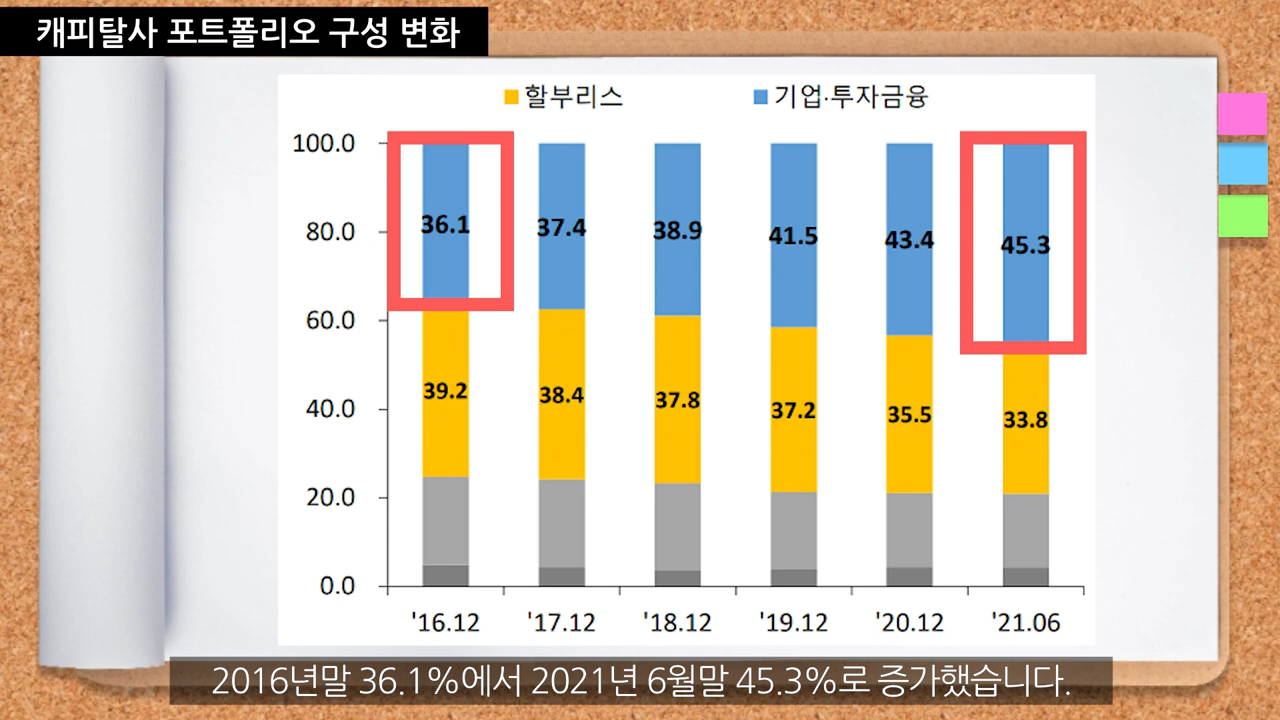 캐피탈사 포트폴리오 구성 변화
할부리스 기업·투자금융
100.0
80.0
60.0
40.0
20.0
0.0
36.1 37.4 38.9 41.5 43.4 45.3
39.2 38.4 37.8 37.2 35.5 33.8
'16.12 '17.12 '18.12 '19.12 '20.12 '21.06
2016년말 36.1%에서 2021년 6월말 45.3%로 증가했습니다.